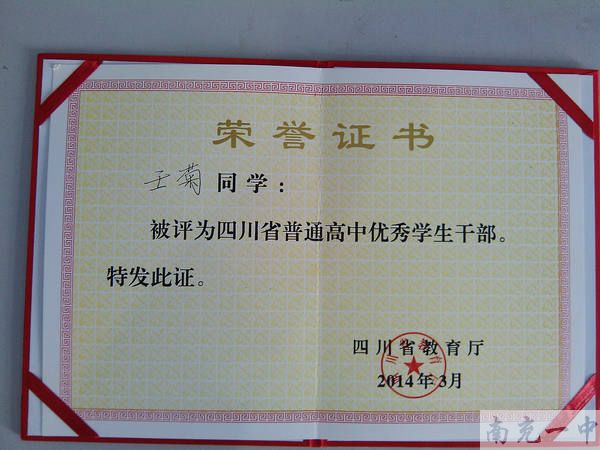 荣誉证书
王菊同学：
被评为四川省普通高中优秀学生干部。
特发此证。
四川省教育厅
2014年3月
南充一中